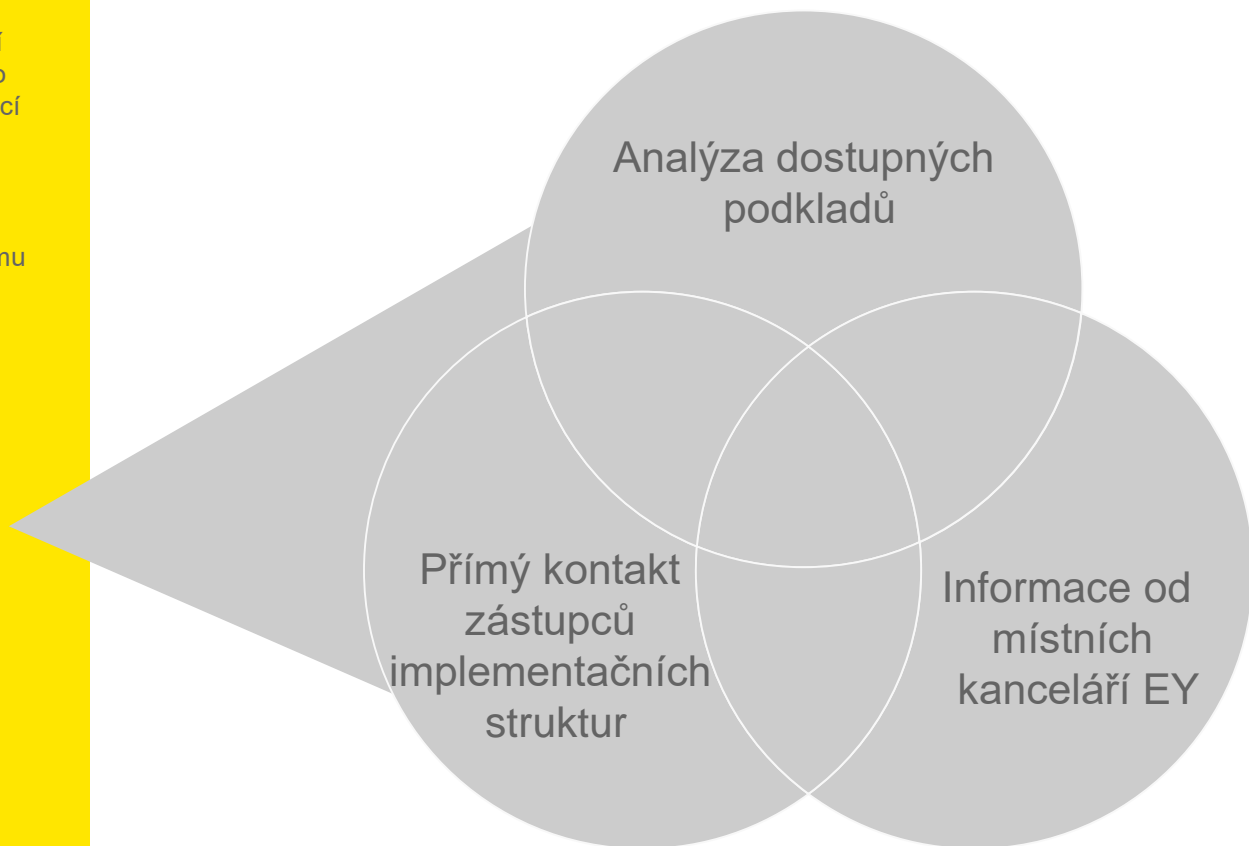 Analýza dostupných
podkladů
Přímý kontakt
zástupců
implementačních
struktur
Informace od
místních
kanceláří EY